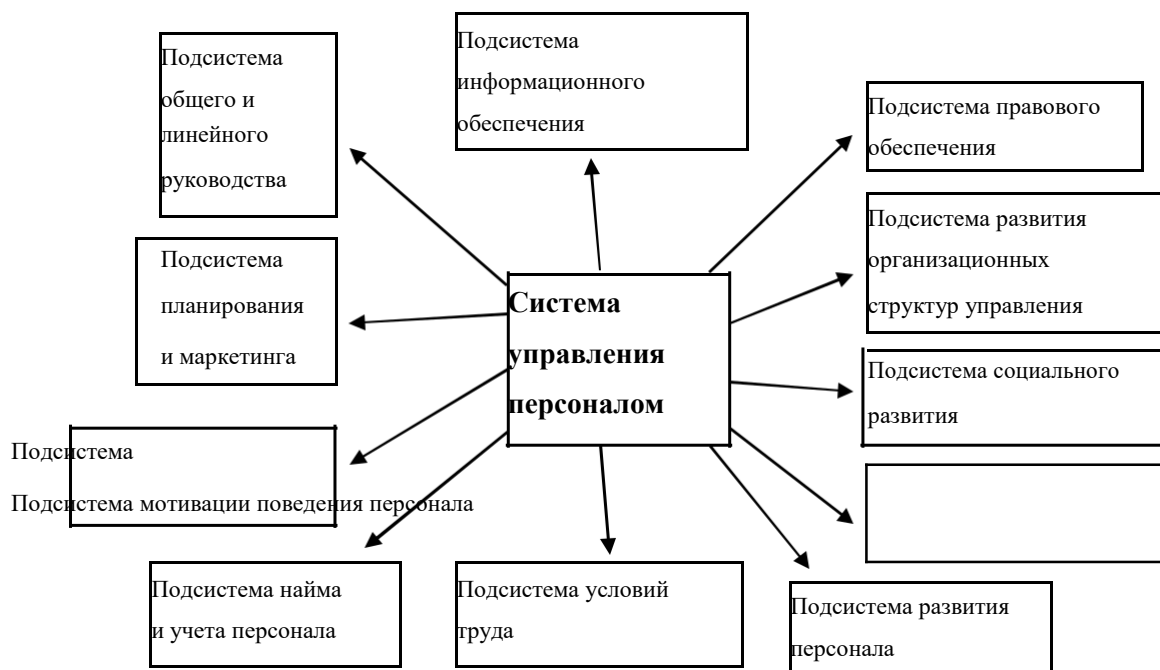 Подсистема
общего и
линейного
руководства
Подсистема
информационного
обеспечения
Подсистема правового
обеспечения
Подсистема
планирования
и маркетинга
Система
управления
персоналом
Подсистема развития
организационных
структур управления
Подсистема социального
развития
Подсистема
Подсистема мотивации поведения персонала
Подсистема найма
и учета персонала
Подсистема условий
труда
Подсистема развития
персонала